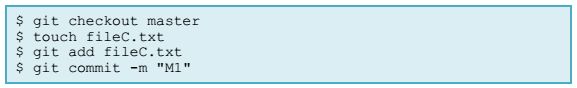 $ git checkout master
$ touch fileC.txt
$ git add fileC.txt
$ git commit -m "M1"